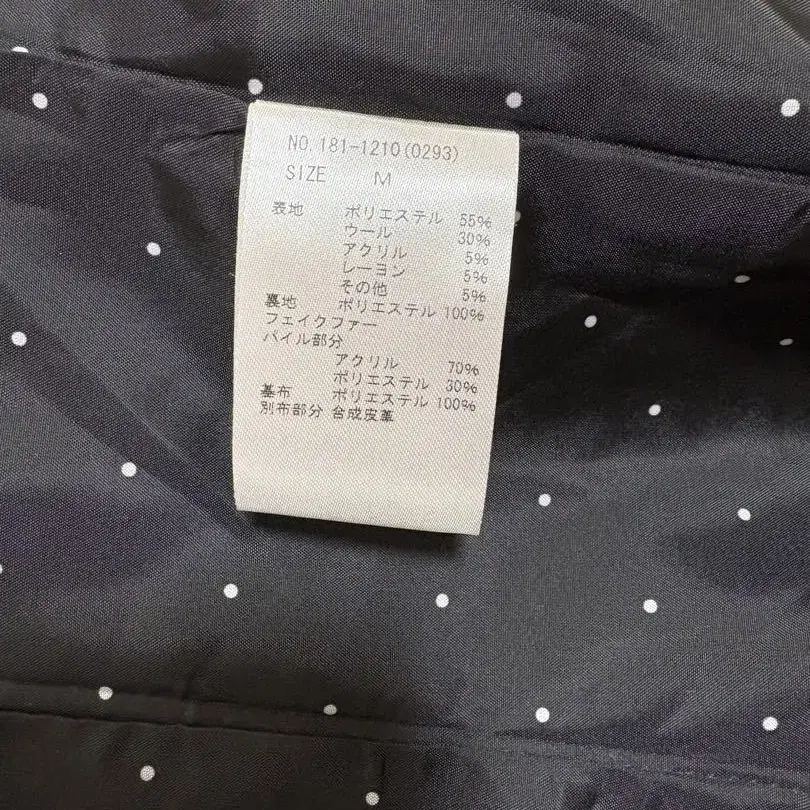 NO.181-1210(0293)
SIZE M
表地 ポリエステル 55%
ウール 30%
アクリル 5%
レーヨン 5%
その他 5%
裏地 ポリエステル 100%
フェイクファー
パイル部分
アクリル 70%
ポリエステル 30%
基布 ポリエステル 100%
別布部分 合成皮革